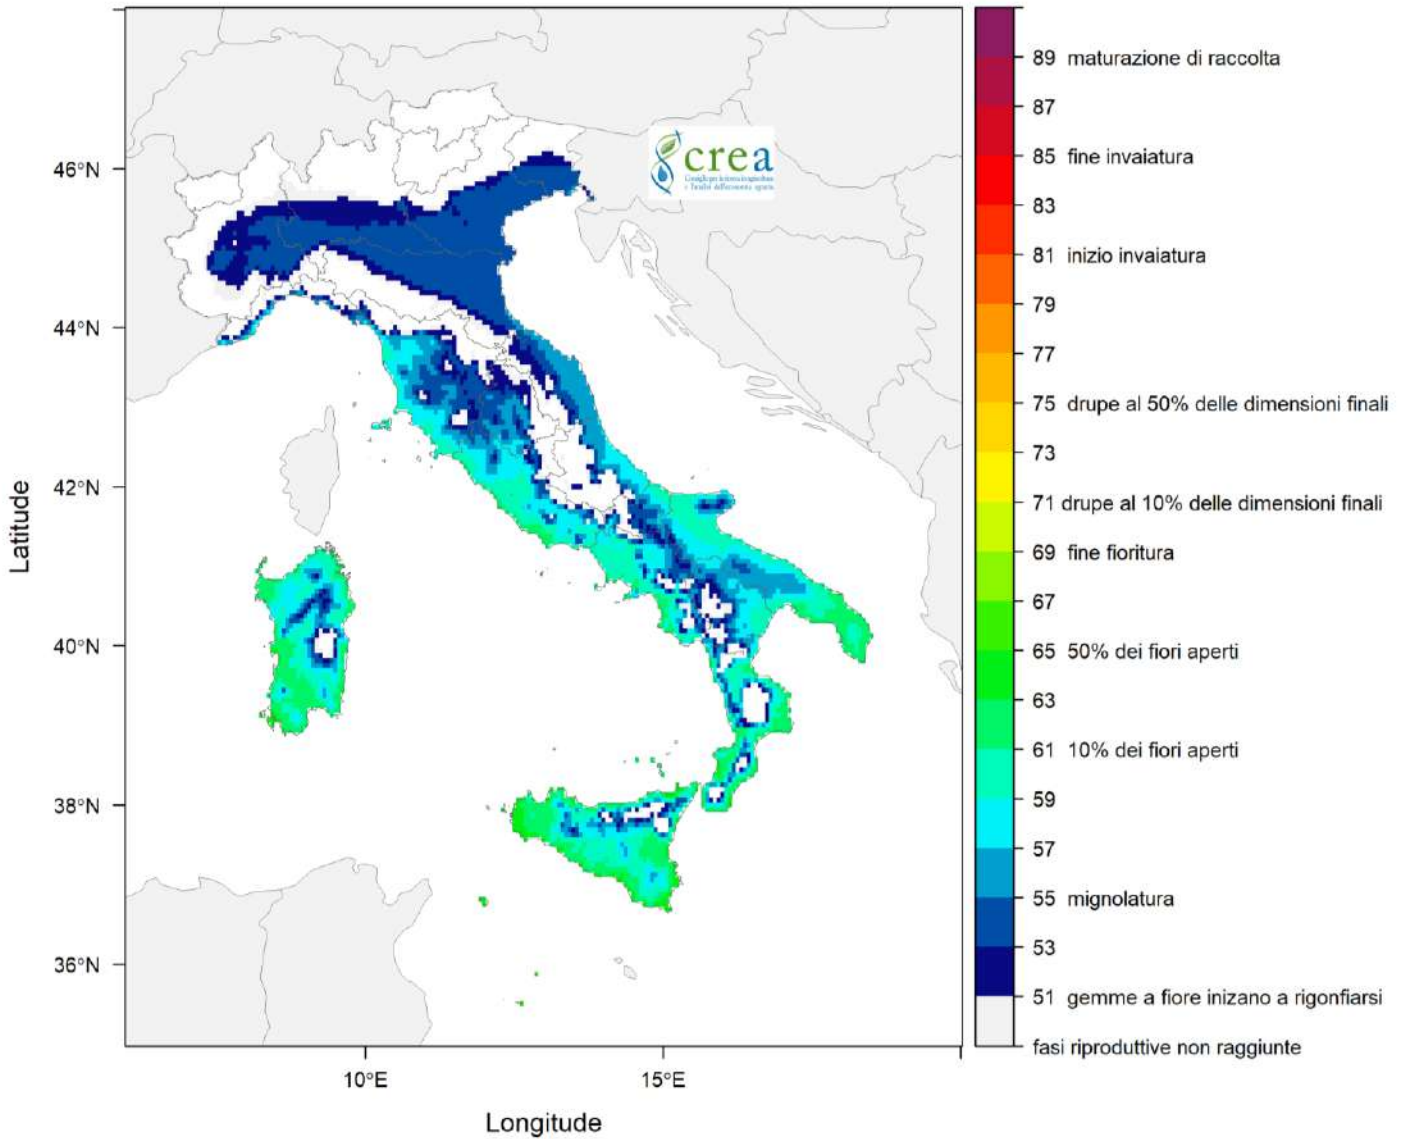 46°N
44°N
42°N
40°N
38°N
36°N
Latitude
10°E
15°E
Longitude
crea
89 maturazione di raccolta
87
85 fine invaiatura
83
81 inizio invaiatura
79
77
75 drupe al 50% delle dimensioni finali
73
71 drupe al 10% delle dimensioni finali
69 fine fioritura
67
65 50% dei fiori aperti
63
61 10% dei fiori aperti
59
57
55 mignolatura
53
51 gemme a fiore inizano a rigonfiarsi
fasi riproduttive non raggiunte